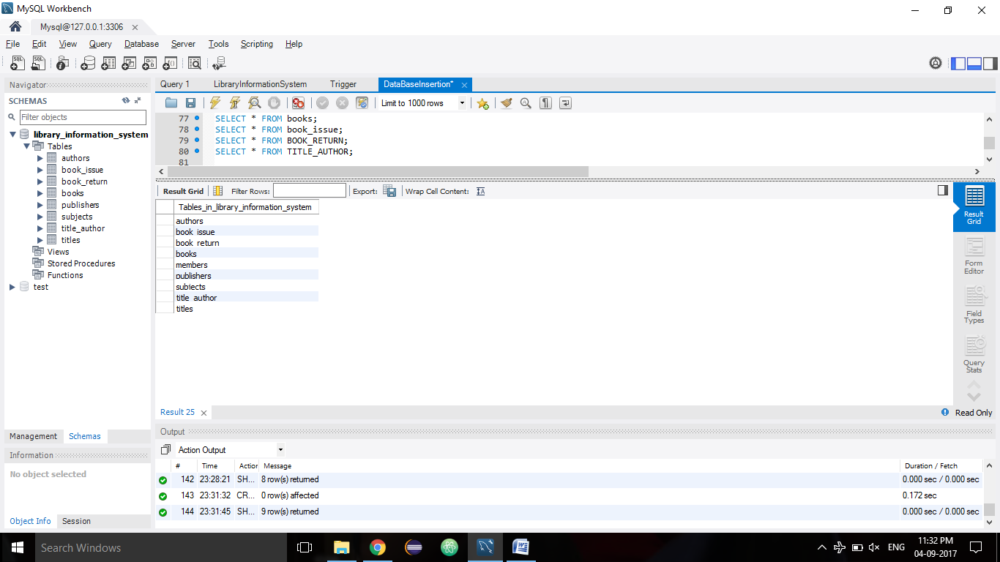 MySQL Workbench
Mysql@127.0.0.1:3306
File Edit View Query Database Server Tools Scripting Help
Navigator
SCHEMAS
Filter objects
library_information_system
Tables
authors
book_issue
book_return
books
publishers
subjects
title_author
titles
Views
Stored Procedures
Functions
test
Management Schemas
Information
No object selected
Object Info Session
Query 1 LibraryInformationSystem Trigger DataBaseInsertion*
Limit to 1000 rows
77 SELECT * FROM books;
78 SELECT * FROM book_issue;
79 SELECT * FROM BOOK_RETURN;
80 SELECT * FROM TITLE_AUTHOR;
81
Result Grid Filter Rows: Export: Wrap Cell Content:
Tables_in_library_information_system
authors
book_issue
book_return
books
members
publishers
subjects
title_author
titles
Result Grid
Form Editor
Field Types
Query Stats
Result 25
Read Only
Output
Action Output
# Time Action Message Duration / Fetch
142 23:28:21 SH... 8 row(s) returned 0.000 sec / 0.000 sec
143 23:31:32 CR... 0 row(s) affected 0.172 sec
144 23:31:45 SH... 9 row(s) returned 0.000 sec / 0.000 sec
Search Windows
ENG
11:32 PM
04-09-2017